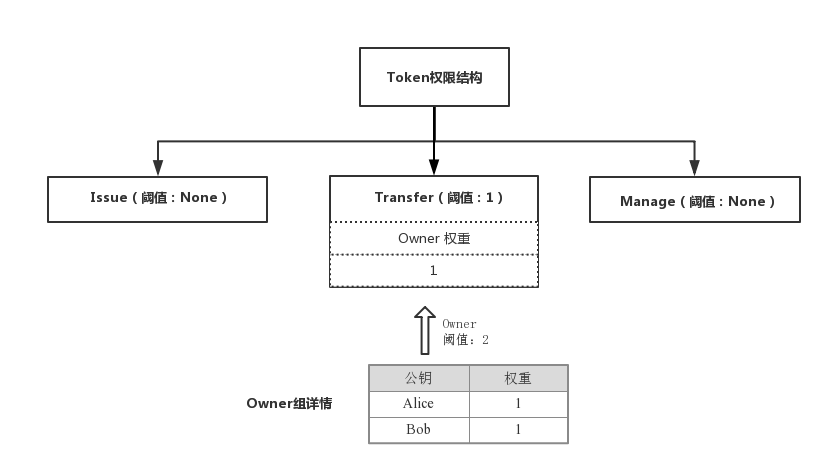 Token权限结构
Issue（阈值：None）
Transfer（阈值：1）
Manage（阈值：None）
Owner 权重
1
Owner
阈值：2
Owner组详情
公钥 权重
Alice 1
Bob 1